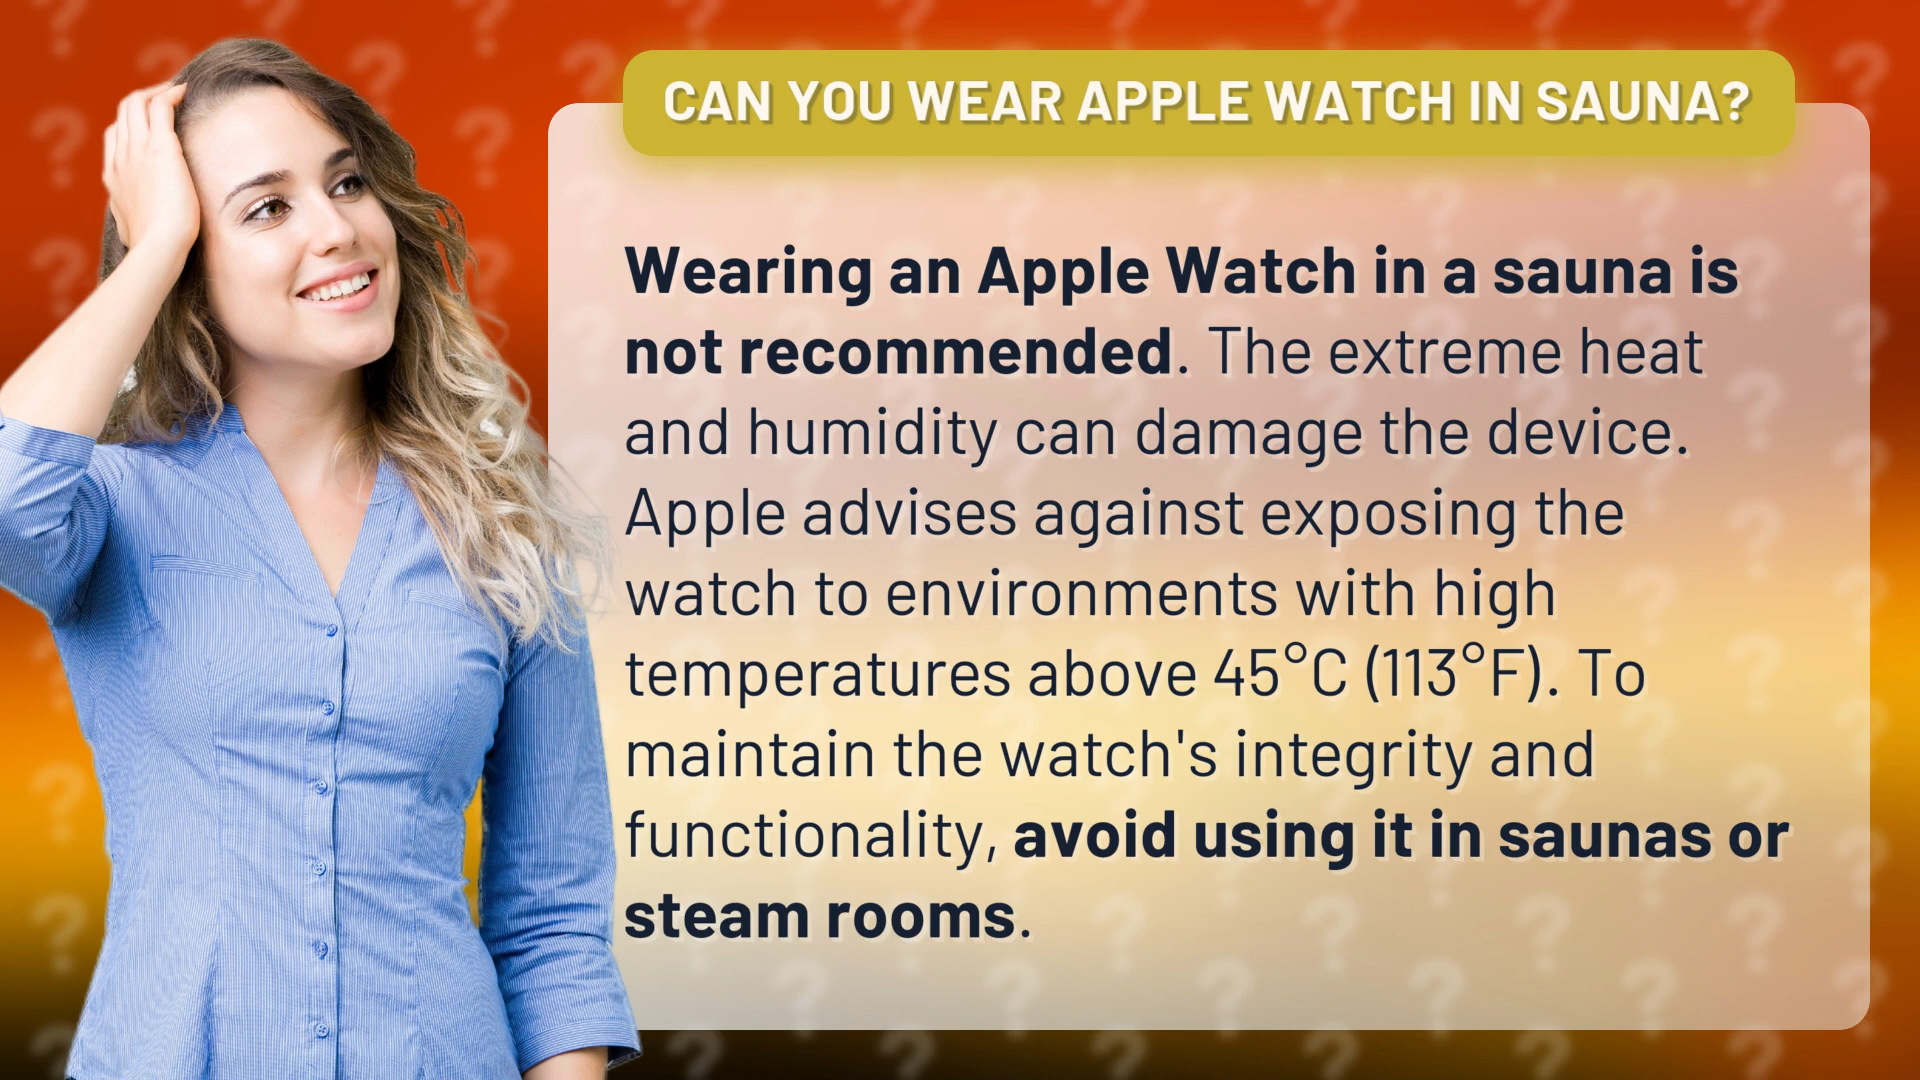 CAN YOU WEAR APPLE WATCH IN SAUNA?
Wearing an Apple Watch in a sauna is
not recommended. The extreme heat
and humidity can damage the device.
Apple advises against exposing the
watch to environments with high
temperatures above 45°C (113°F). To
maintain the watch's integrity and
functionality, avoid using it in saunas or
steam rooms.